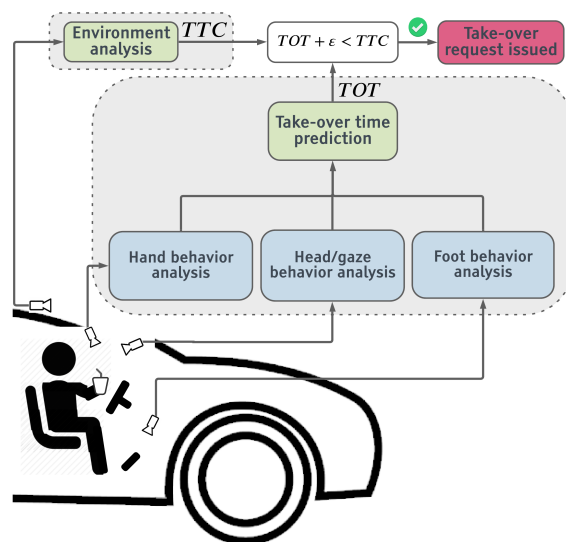 Environment
analysis
TTC
TOT + ε < TTC
Take-over
request issued
TOT
Take-over time
prediction
Hand behavior
analysis
Head/gaze
behavior analysis
Foot behavior
analysis